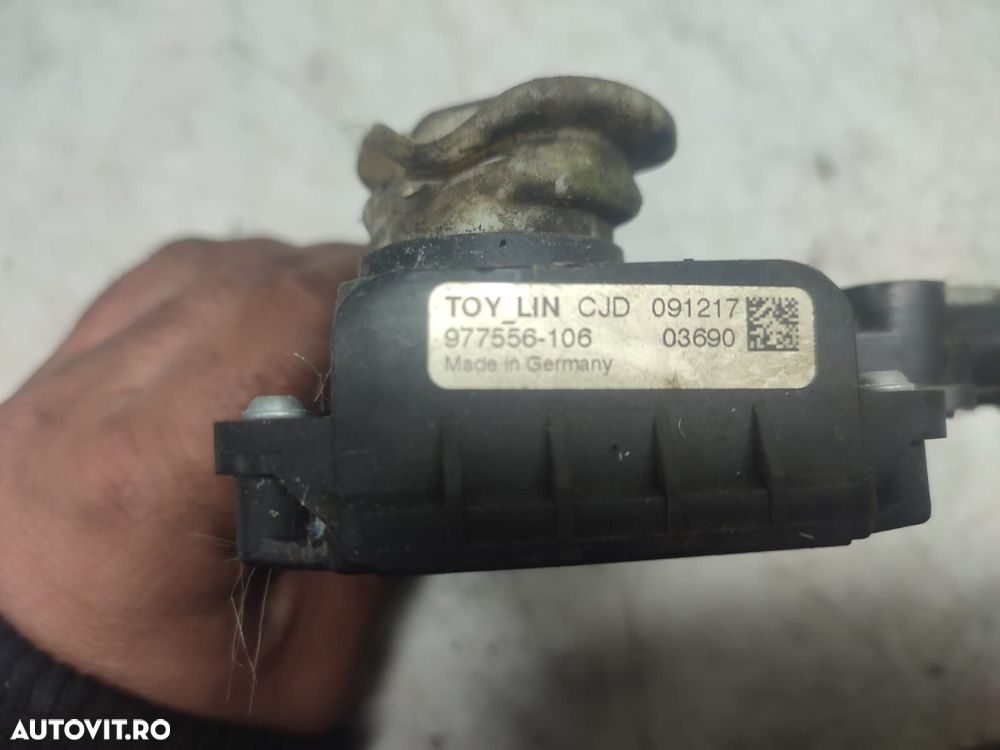 TOY_LIN CJD 091217
977556-106 03690
Made in Germany
AUTOVIT.RO